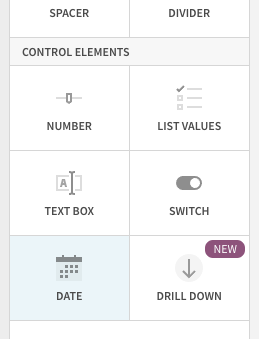 SPACER DIVIDER
CONTROL ELEMENTS
NUMBER LIST VALUES
A
TEXT BOX SWITCH
NEW
DATE DRILL DOWN